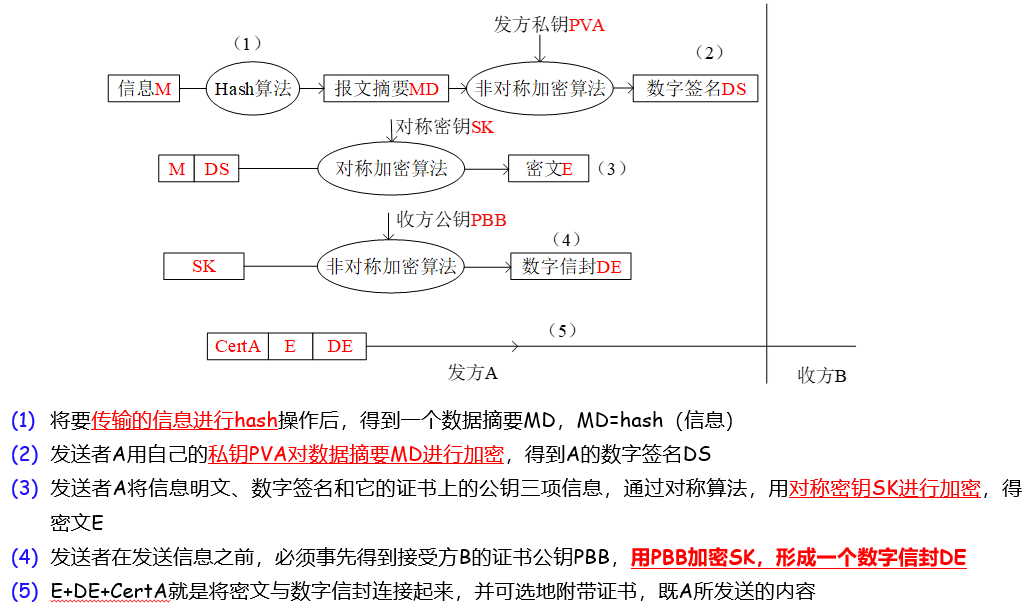 发方私钥PVA
（1）
（2）
信息M
Hash算法
报文摘要MD
非对称加密算法
数字签名DS
对称密钥SK
M DS
对称加密算法
密文E
（3）
收方公钥PBB
（4）
SK
非对称加密算法
数字信封DE
（5）
CertA E DE
发方A
收方B
(1) 将要传输的信息进行hash操作后，得到一个数据摘要MD，MD=hash（信息）
(2) 发送者A用自己的私钥PVA对数据摘要MD进行加密，得到A的数字签名DS
(3) 发送者A将信息明文、数字签名和它的证书上的公钥三项信息，通过对称算法，用对称密钥SK进行加密，得
密文E
(4) 发送者在发送信息之前，必须事先得到接受方B的证书公钥PBB，用PBB加密SK，形成一个数字信封DE
(5) E+DE+CertA就是将密文与数字信封连接起来，并可选地附带证书，既A所发送的内容